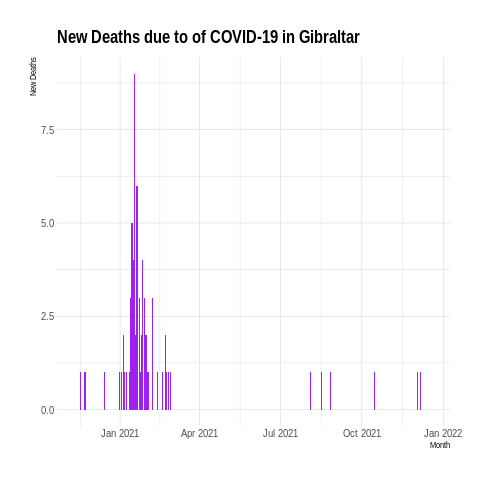 New Deaths due to of COVID-19 in Gibraltar
New Deaths
7.5
5.0
2.5
0.0
Jan 2021 Apr 2021 Jul 2021 Oct 2021 Jan 2022
Month